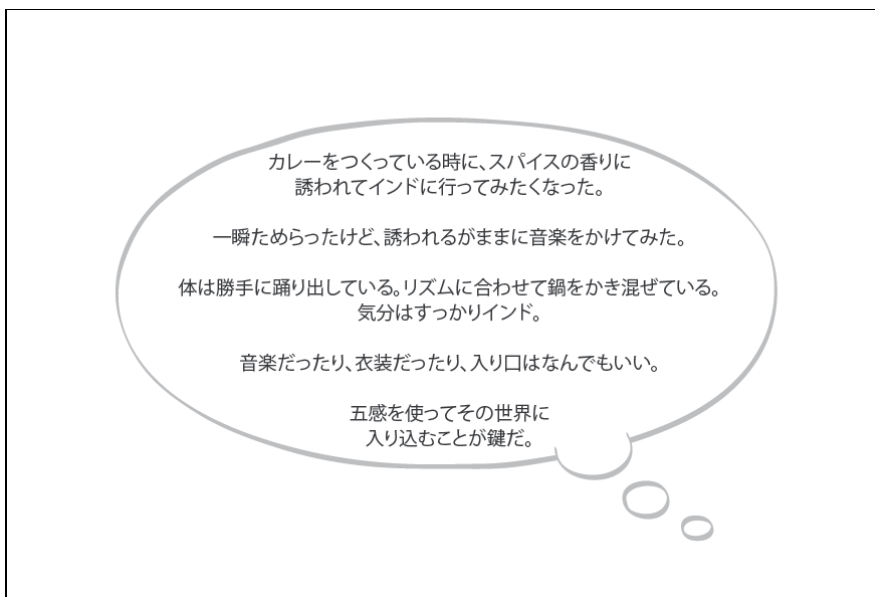 カレーをつくっている時に、スパイスの香りに
誘われてインドに行ってみたくなった。
一瞬ためらったけど、誘われるがままに音楽をかけてみた。
体は勝手に踊り出している。リズムに合わせて鍋をかき混ぜている。
気分はすっかりインド。
音楽だったり、衣装だったり、入り口はなんでもいい。
五感を使ってその世界に
入り込むことが鍵だ。